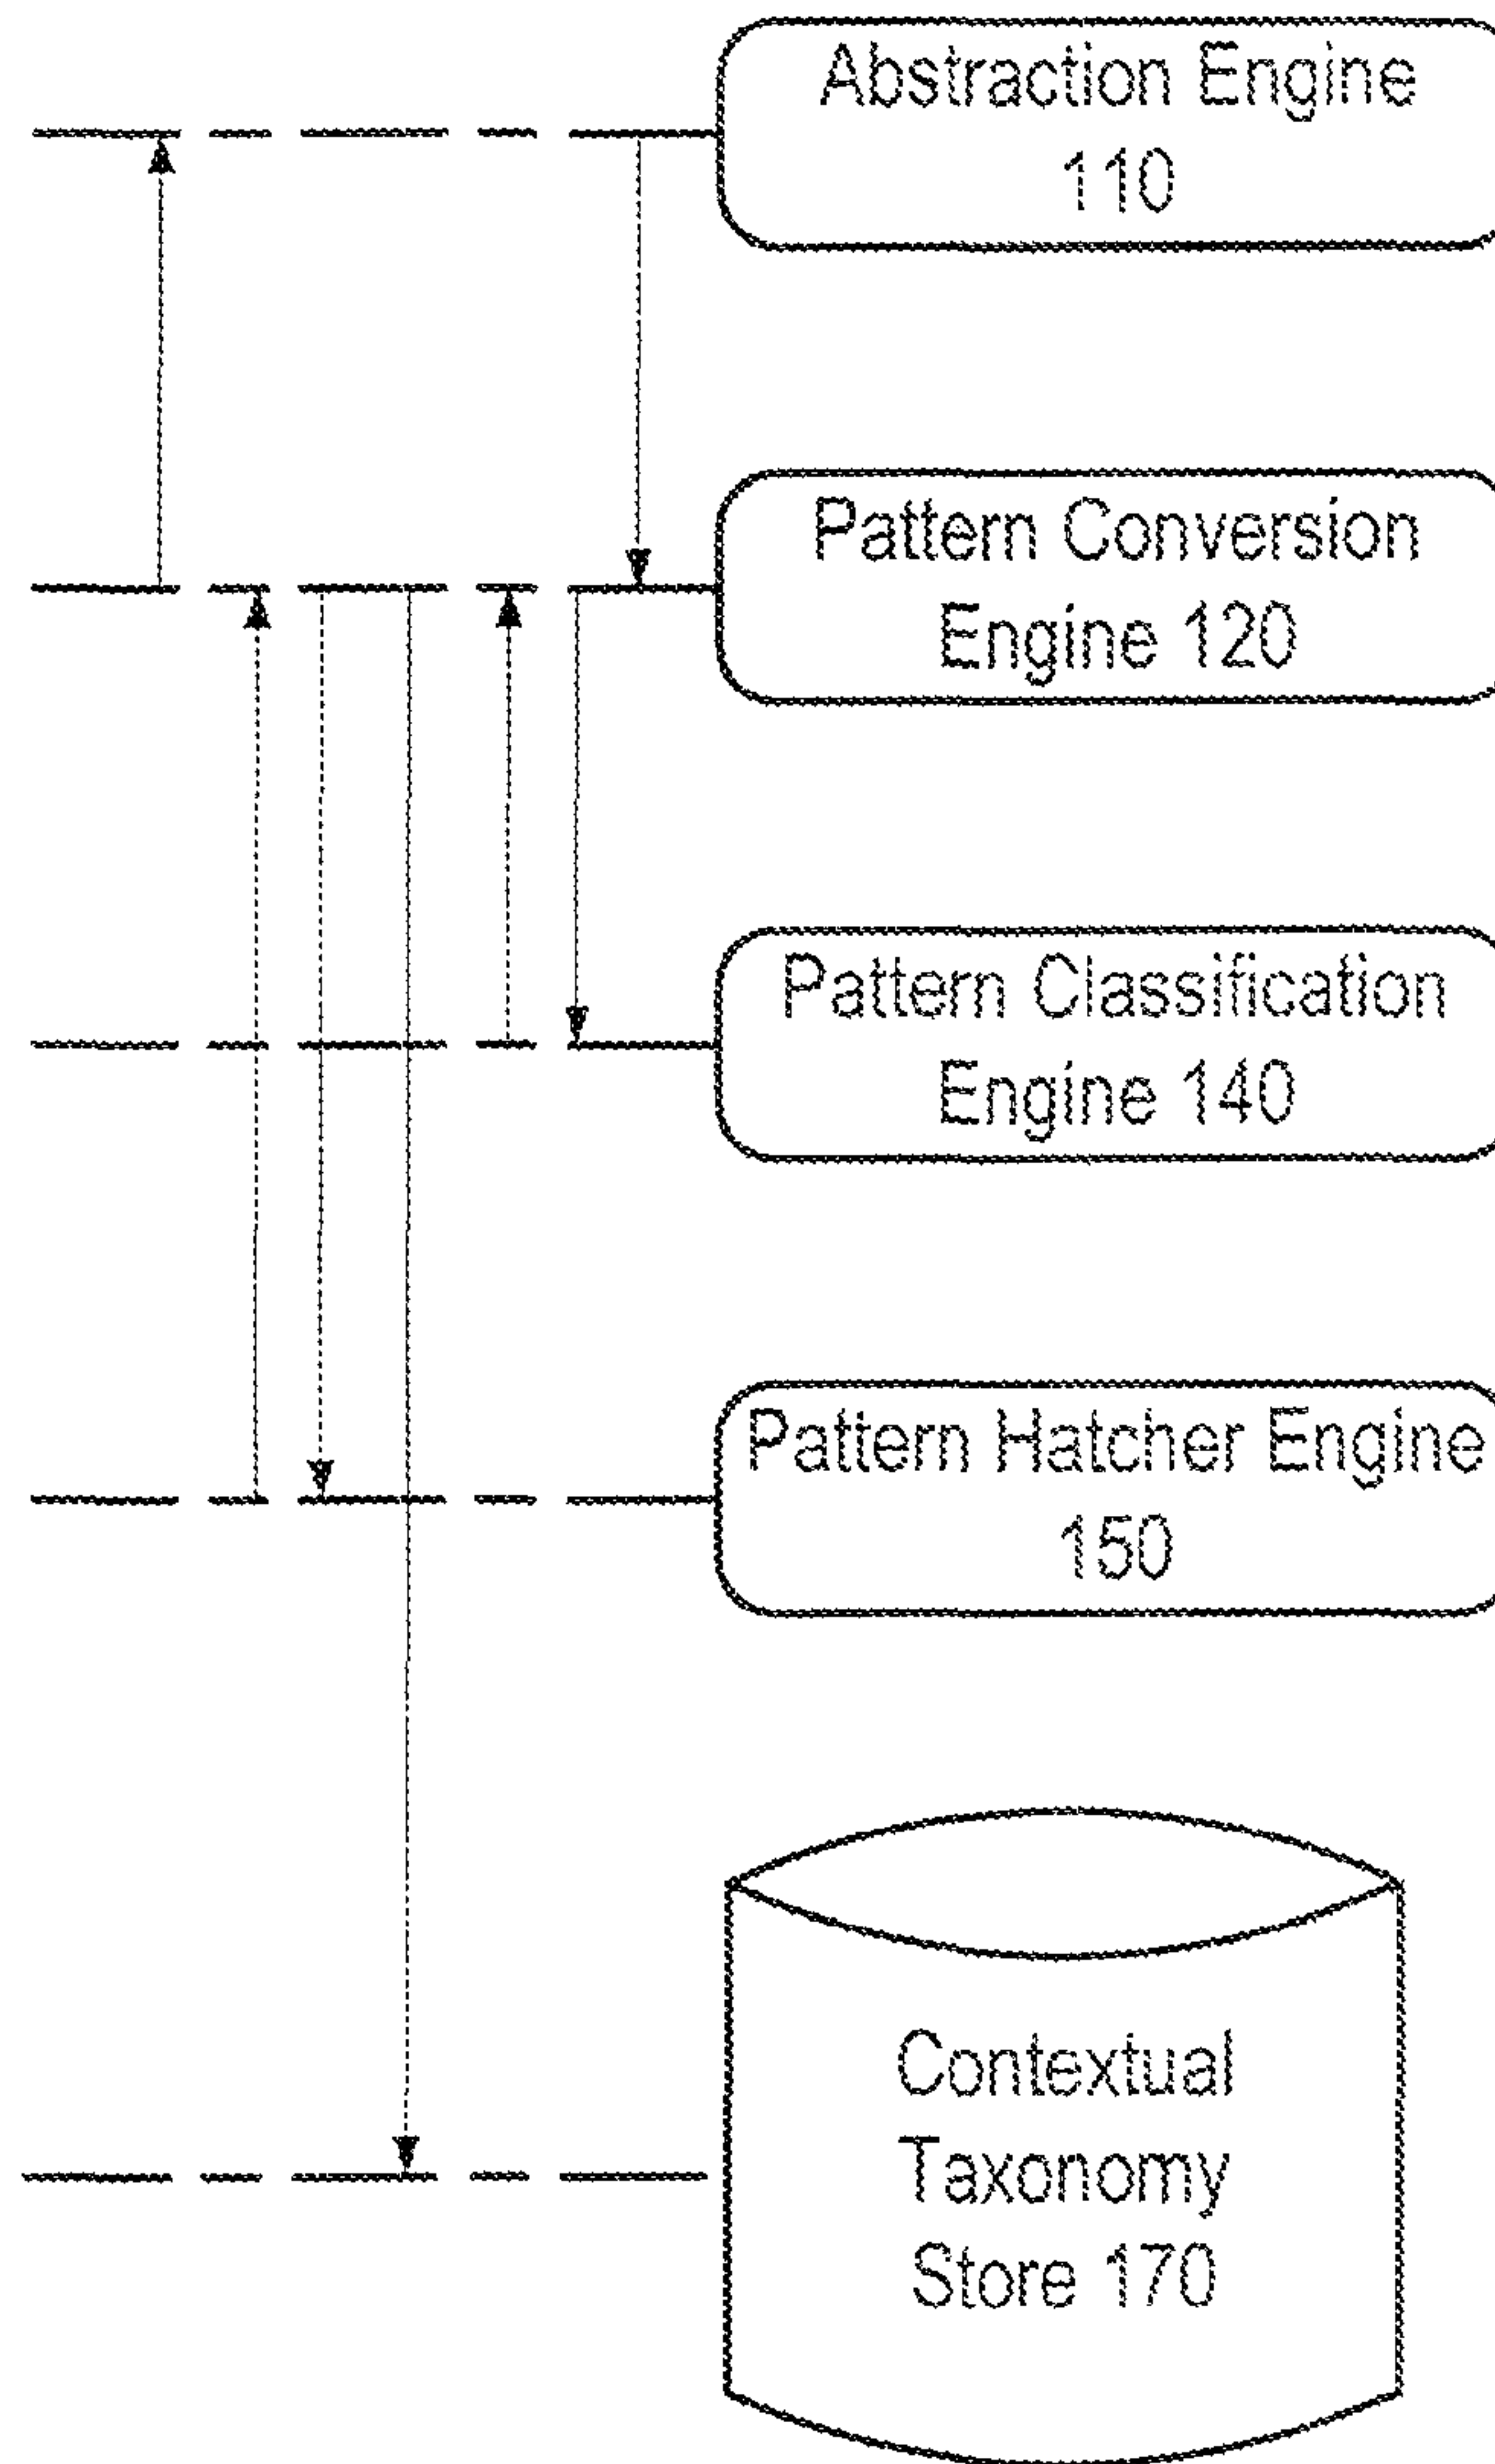 Abstraction Engine
110
Pattern Conversion
Engine 120
Pattern Classification
Engine 140
Pattern Hatcher Engine
150
Contextual
Taxonomy
Store 170